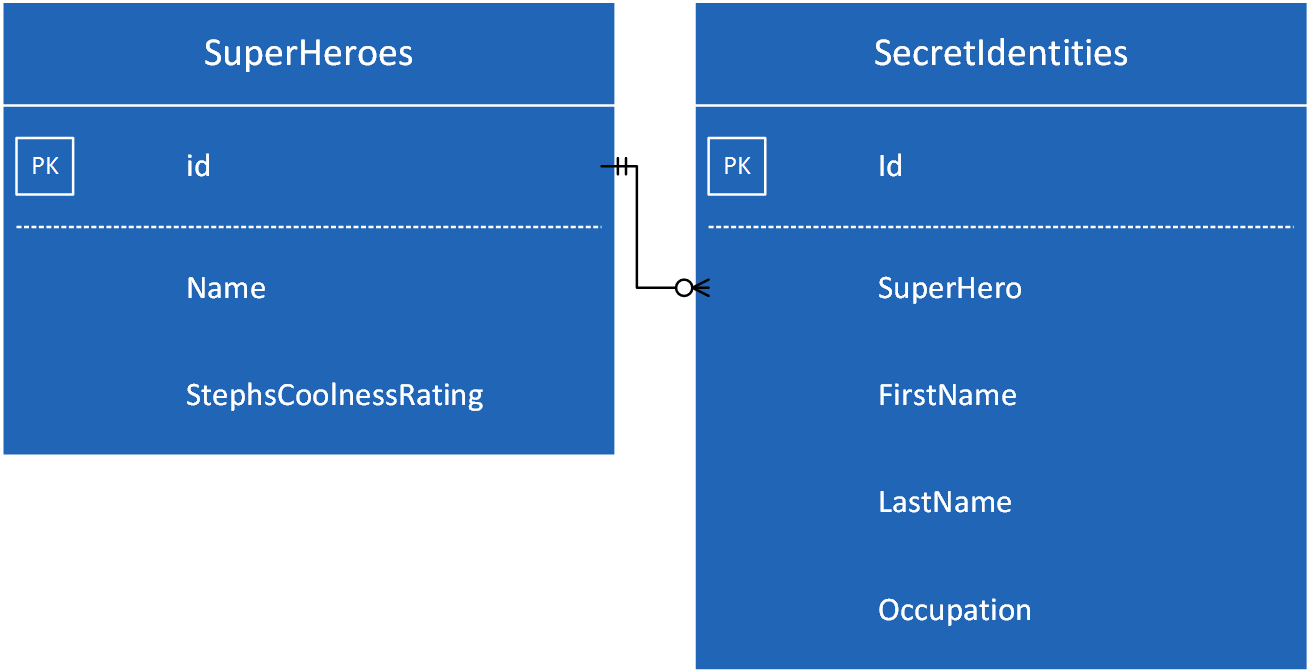 SuperHeroes
PK id
Name
StephsCoolnessRating
SecretIdentities
PK Id
SuperHero
FirstName
LastName
Occupation